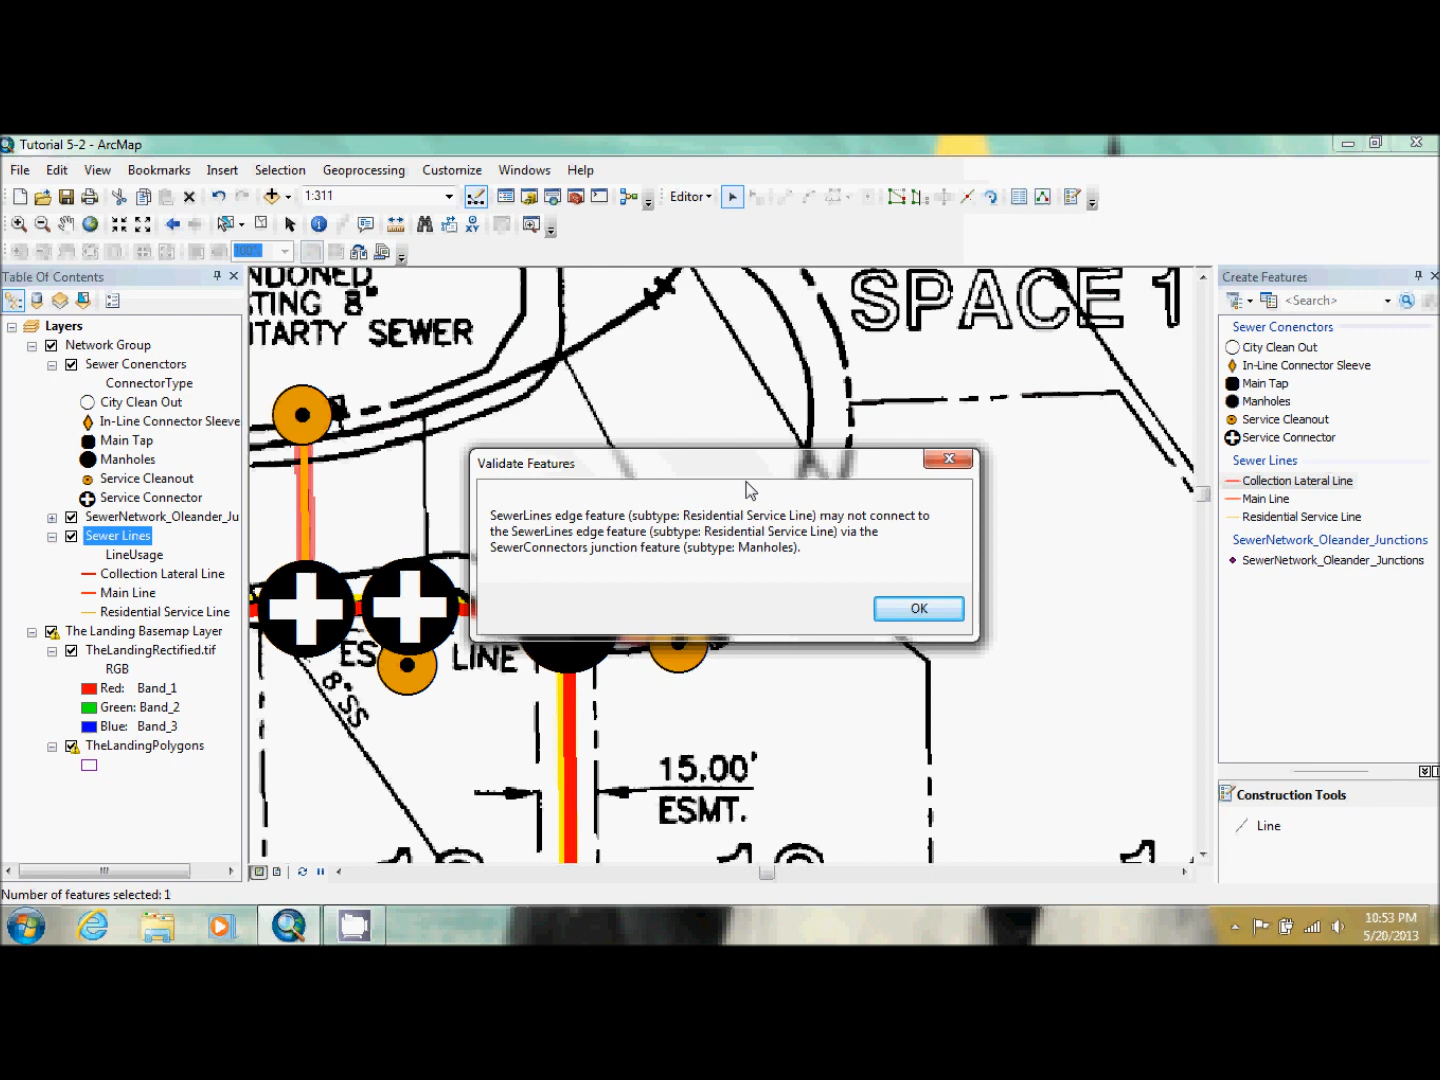 Tutorial 5-2 - ArcMap
File Edit View Bookmarks Insert Selection Geoprocessing Customize Windows Help
1:311
Editor
100%
Table Of Contents
Layers
Network Group
Sewer Conenctors
ConnectorType
City Clean Out
In-Line Connector Sleeve
Main Tap
Manholes
Service Cleanout
Service Connector
SewerNetwork_Oleander_Ju
Sewer Lines
LineUsage
Collection Lateral Line
Main Line
Residential Service Line
The Landing Basemap Layer
TheLandingRectified.tif
RGB
Red: Band_1
Green: Band_2
Blue: Band_3
TheLandingPolygons
NDONED
STING 8"
ITARTY SEWER
SPACE 1
Validate Features
SewerLines edge feature (subtype: Residential Service Line) may not connect to
the SewerLines edge feature (subtype: Residential Service Line) via the
SewerConnectors junction feature (subtype: Manholes).
OK
ES LINE
8"SS
15.00'
ESMT.
Create Features
<Search>
Sewer Conenctors
City Clean Out
In-Line Connector Sleeve
Main Tap
Manholes
Service Cleanout
Service Connector
Sewer Lines
Collection Lateral Line
Main Line
Residential Service Line
SewerNetwork_Oleander_Junctions
SewerNetwork_Oleander_Junctions
Construction Tools
Line
Number of features selected: 1
10:53 PM
5/20/2013